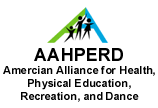 AAHPERD
Amercian Alliance for Health,
Physical Education,
Recreation, and Dance